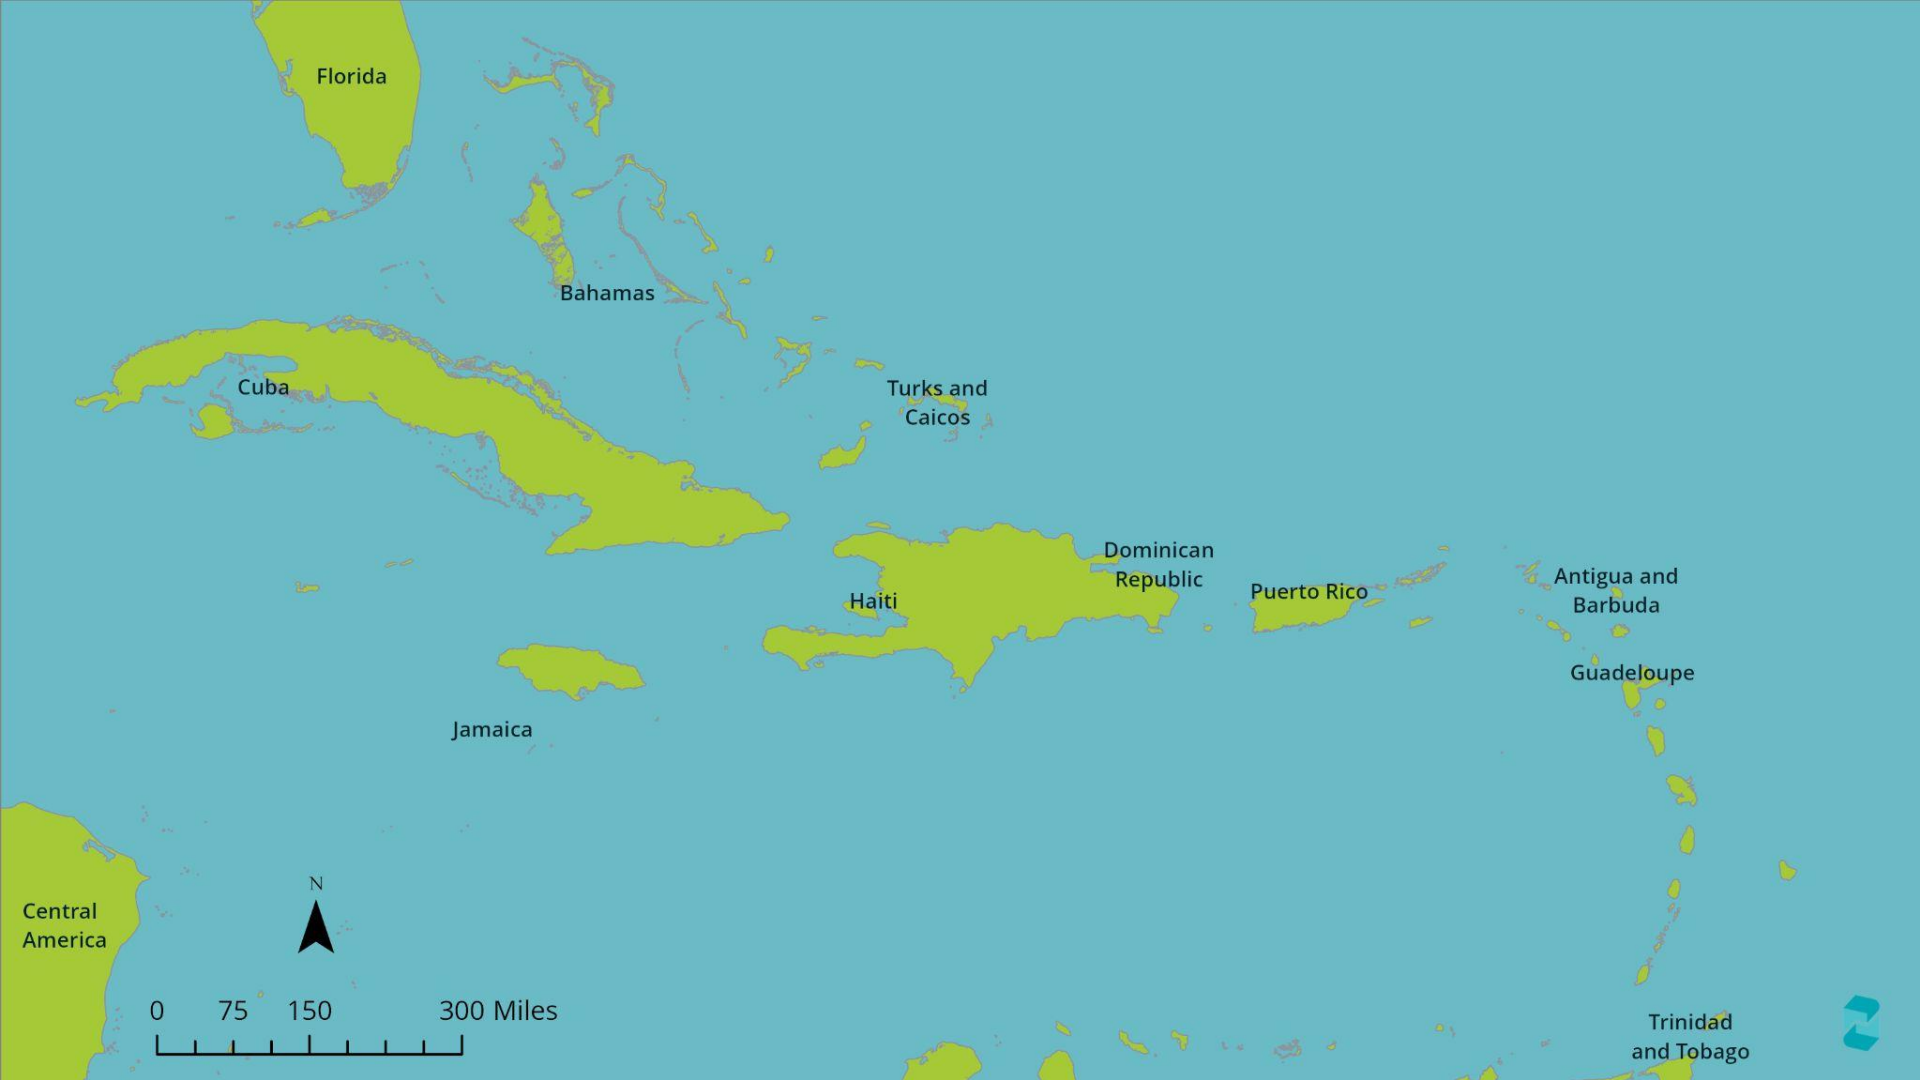 Florida
Bahamas
Cuba
Turks and
Caicos
Dominican
Republic
Haiti
Puerto Rico
Antigua and
Barbuda
Guadeloupe
Jamaica
N
Central
America
0 75 150 300 Miles
Trinidad
and Tobago